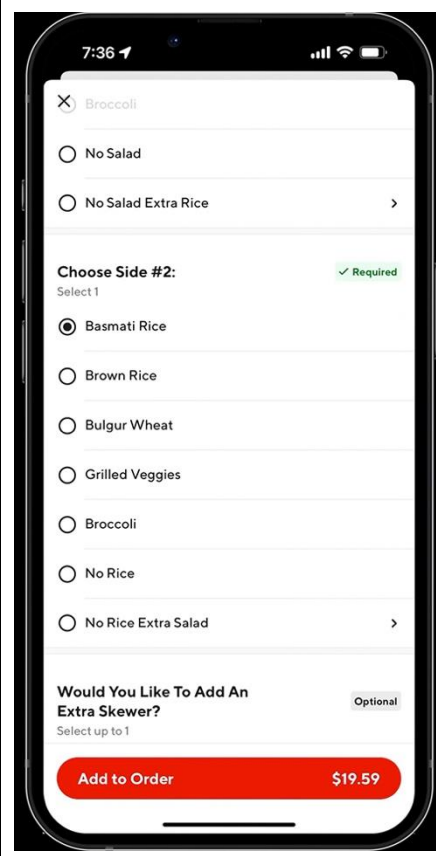 7:36
Broccoli
No Salad
No Salad Extra Rice
Choose Side #2:
Required
Select 1
Basmati Rice
Brown Rice
Bulgur Wheat
Grilled Veggies
Broccoli
No Rice
No Rice Extra Salad
Would You Like To Add An
Extra Skewer?
Optional
Select up to 1
Add to Order $19.59